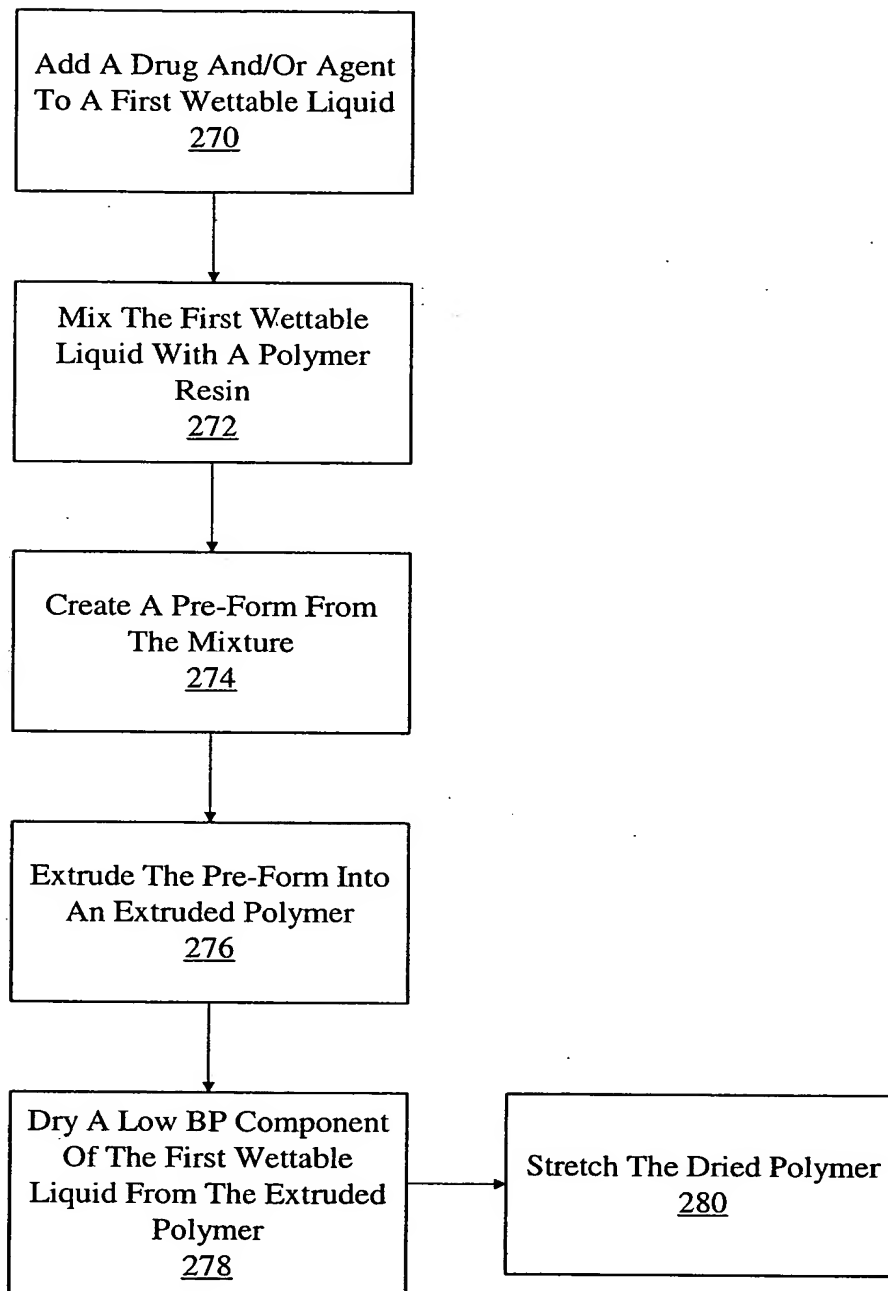 Add A Drug And/Or Agent
To A First Wettable Liquid
270
Mix The First Wettable
Liquid With A Polymer
Resin
272
Create A Pre-Form From
The Mixture
274
Extrude The Pre-Form Into
An Extruded Polymer
276
Dry A Low BP Component
Of The First Wettable
Liquid From The Extruded
Polymer
278
Stretch The Dried Polymer
280